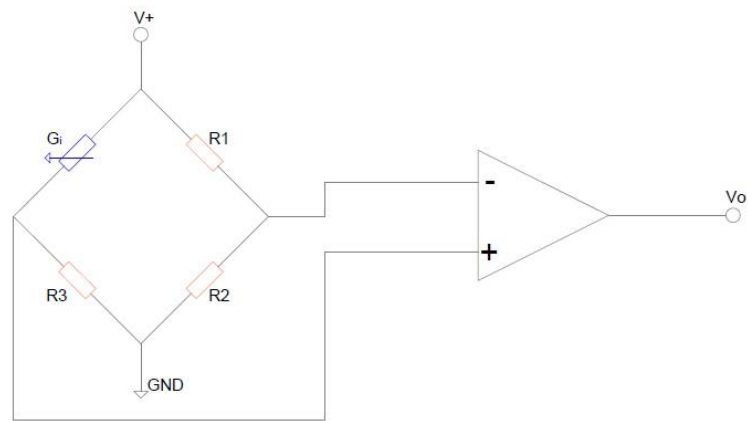 V+
Gi
R1
-
Vo
+
R3
R2
GND